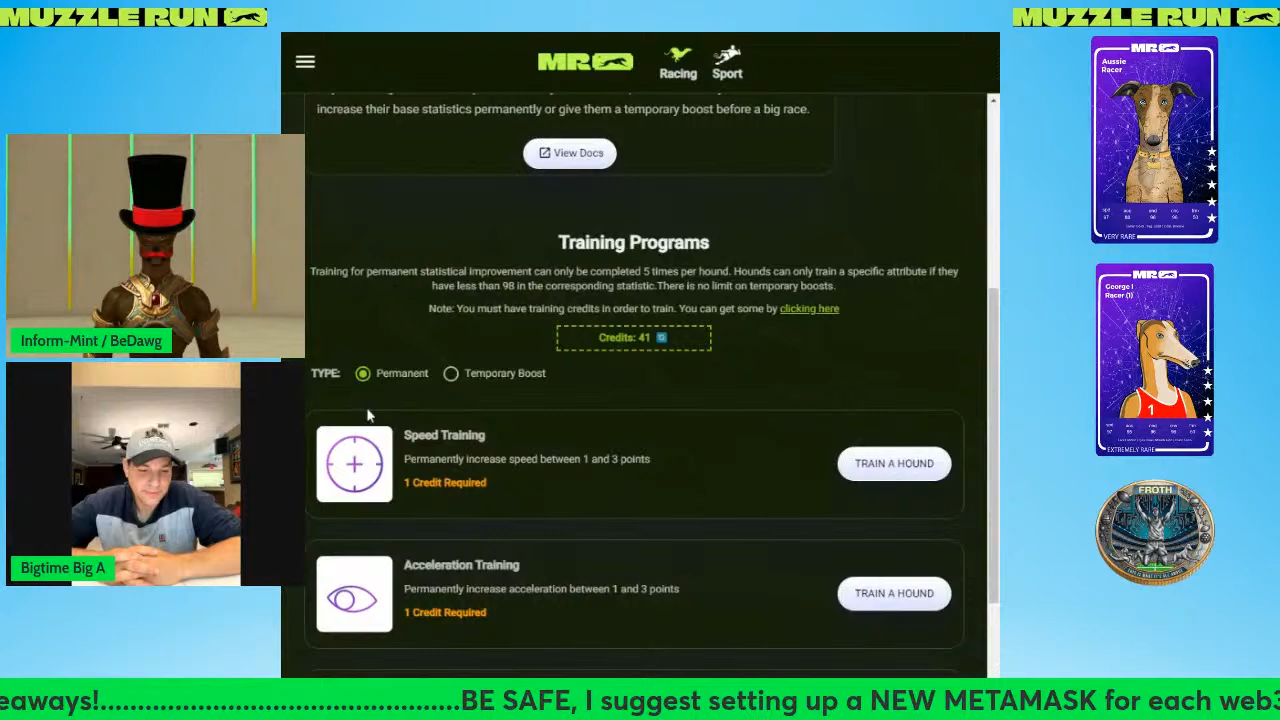 MUZZLE RUN
MUZZLE RUN
MR
Racing
Sport
increase their base statistics permanently or give them a temporary boost before a big race.
View Docs
Training Programs
Training for permanent statistical improvement can only be completed 5 times per hound. Hounds can only train a specific attribute if they
have less than 98 in the corresponding statistic.There is no limit on temporary boosts.
Note: You must have training credits in order to train. You can get some by clicking here
Credits: 41
TYPE: Permanent Temporary Boost
Speed Training
Permanently increase speed between 1 and 3 points
1 Credit Required
TRAIN A HOUND
Acceleration Training
Permanently increase acceleration between 1 and 3 points
1 Credit Required
TRAIN A HOUND
Inform-Mint / BeDawg
Bigtime Big A
MR
Aussie
Racer
VERY RARE
MR
George I
Racer (1)
1
EXTREMELY RARE
FROTH
eaways!................................................BE SAFE, I suggest setting up a NEW METAMASK for each web3